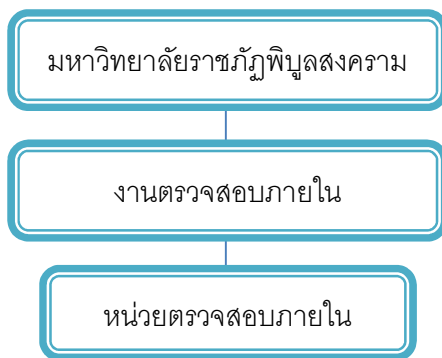 มหาวิทยาลัยราชภัฏพิบูลสงคราม
งานตรวจสอบภายใน
หน่วยตรวจสอบภายใน